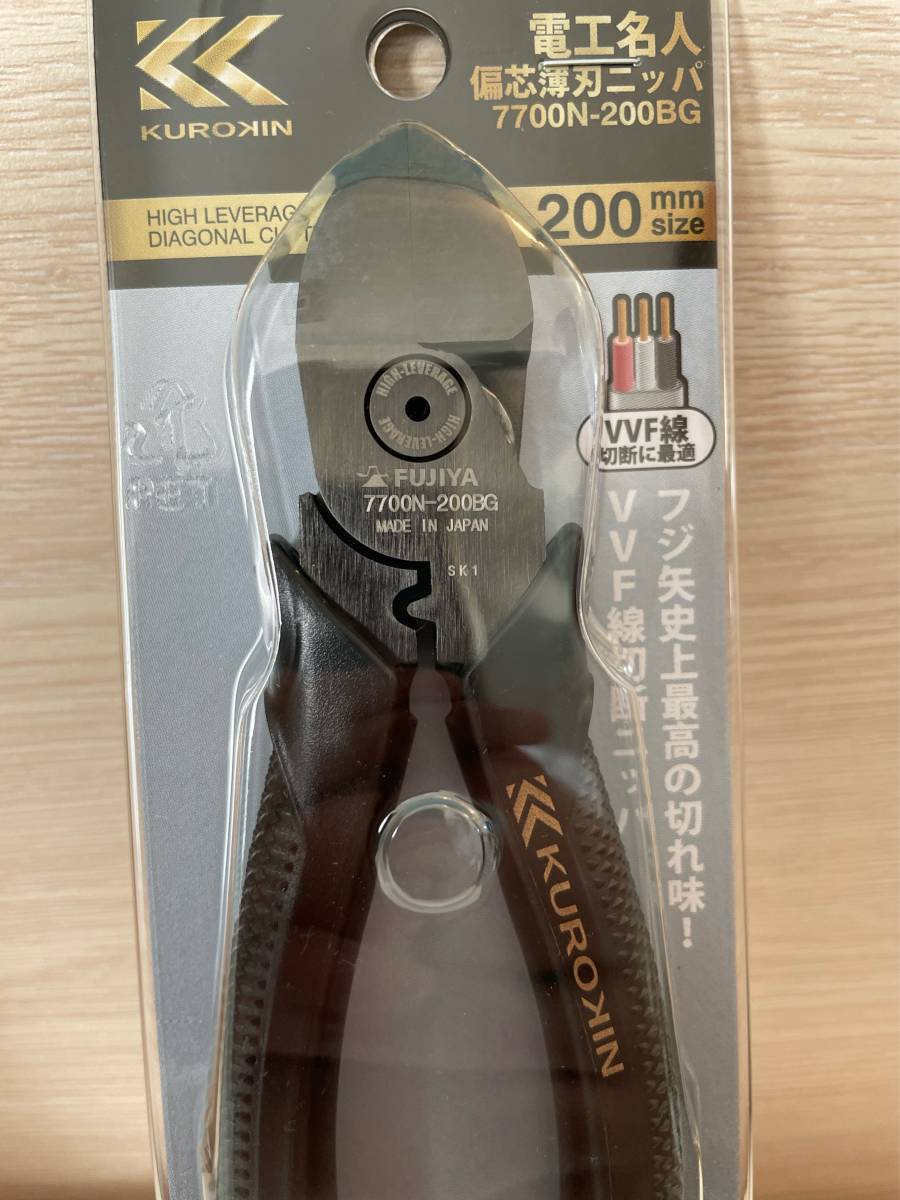 KUROKIN
電工名人
偏芯薄刃ニッパ
7700N-200BG
HIGH LEVERAGE
DIAGONAL CUT
200 mm size
VVF線
切断に最適
フジ矢史上最高の切れ味!
VVF線切断ニッパ
HIGH-LEVERAGE
HIGH-LEVERAGE
FUJIYA
7700N-200BG
MADE IN JAPAN
SK1
PET
KUROKIN